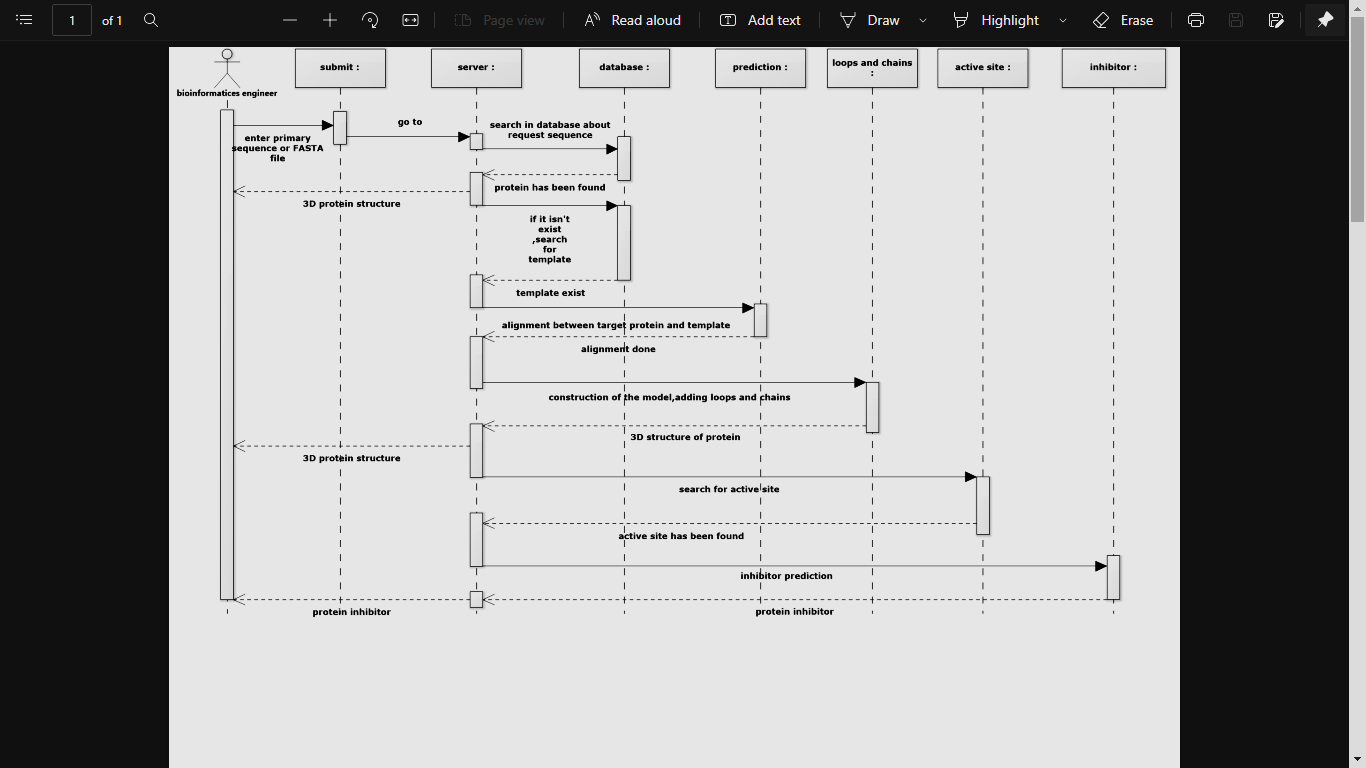 1 of 1 Page view Read aloud Add text Draw Highlight Erase
submit :
server :
database :
prediction :
loops and chains
:
active site :
inhibitor :
bioinformatices engineer
enter primary
sequence or FASTA
file
go to
search in database about
request sequence
protein has been found
3D protein structure
if it isn't
exist
,search
for
template
template exist
alignment between target protein and template
alignment done
construction of the model,adding loops and chains
3D structure of protein
3D protein structure
search for active site
active site has been found
inhibitor prediction
protein inhibitor
protein inhibitor